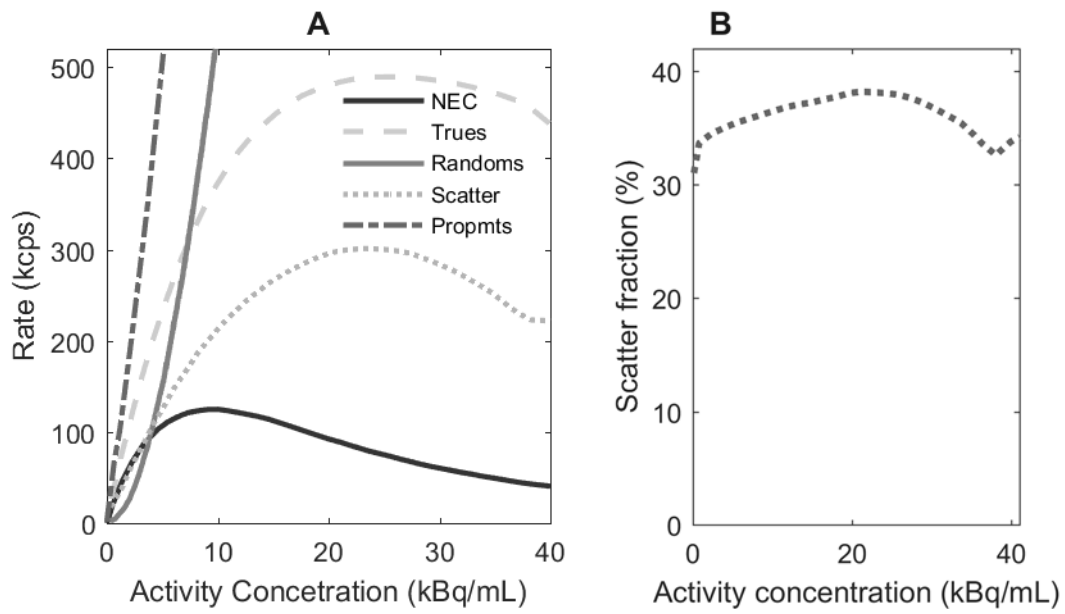 A
Rate (kcps)
500
400
300
200
100
0
NEC
Trues
Randoms
Scatter
Propmts
0 10 20 30 40
Activity Concetration (kBq/mL)
B
Scatter fraction (%)
40
30
20
10
0
0 20 40
Activity concentration (kBq/mL)